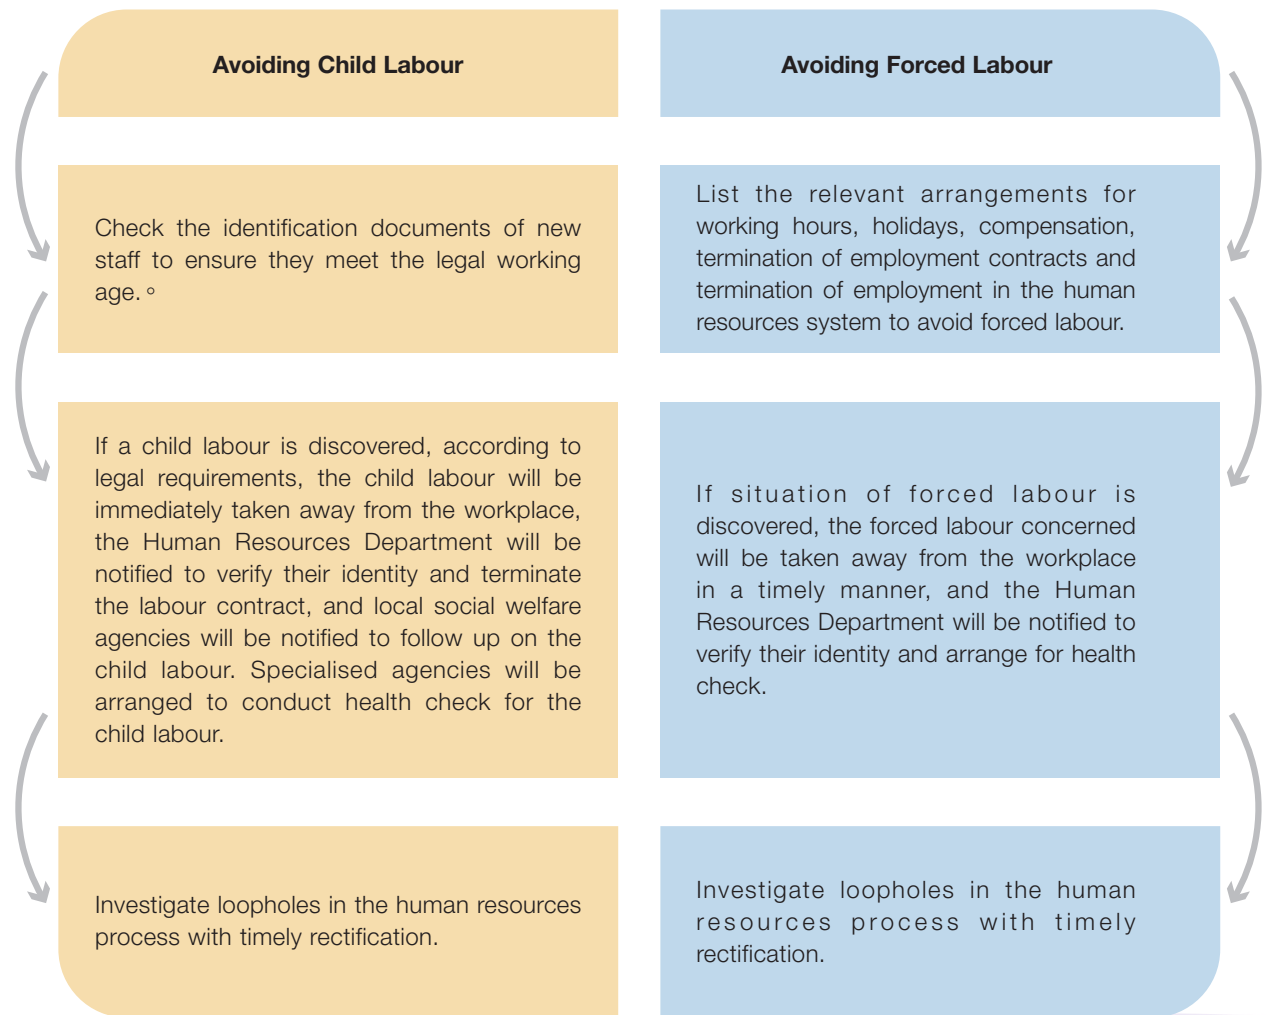 Avoiding Child Labour
Check the identification documents of new
staff to ensure they meet the legal working
age.。
If a child labour is discovered, according to
legal requirements, the child labour will be
immediately taken away from the workplace,
the Human Resources Department will be
notified to verify their identity and terminate
the labour contract, and local social welfare
agencies will be notified to follow up on the
child labour. Specialised agencies will be
arranged to conduct health check for the
child labour.
Investigate loopholes in the human resources
process with timely rectification.
Avoiding Forced Labour
List the relevant arrangements for
working hours, holidays, compensation,
termination of employment contracts and
termination of employment in the human
resources system to avoid forced labour.
If situation of forced labour is
discovered, the forced labour concerned
will be taken away from the workplace
in a timely manner, and the Human
Resources Department will be notified to
verify their identity and arrange for health
check.
Investigate loopholes in the human
resources process with timely
rectification.